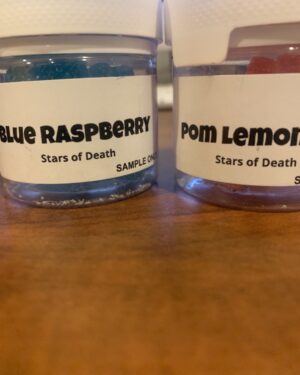 Blue Raspberry
Stars of Death
SAMPLE
Pom Lemon
Stars of Death
S